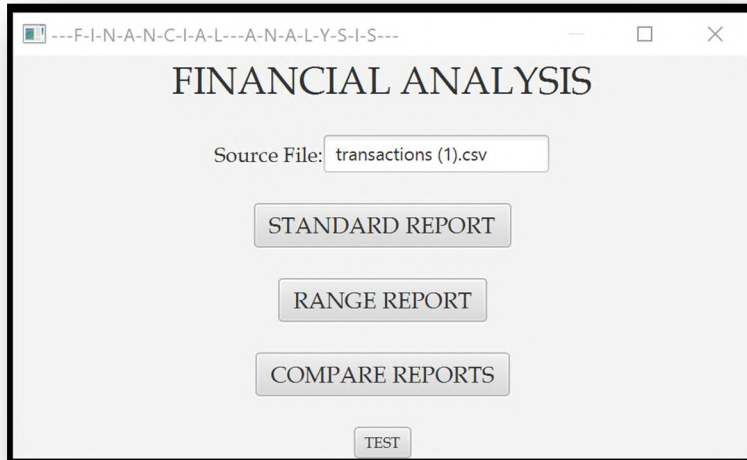 ---F-I-N-A-N-C-I-A-L---A-N-A-L-Y-S-I-S---
FINANCIAL ANALYSIS
Source File: transactions (1).csv
STANDARD REPORT
RANGE REPORT
COMPARE REPORTS
TEST